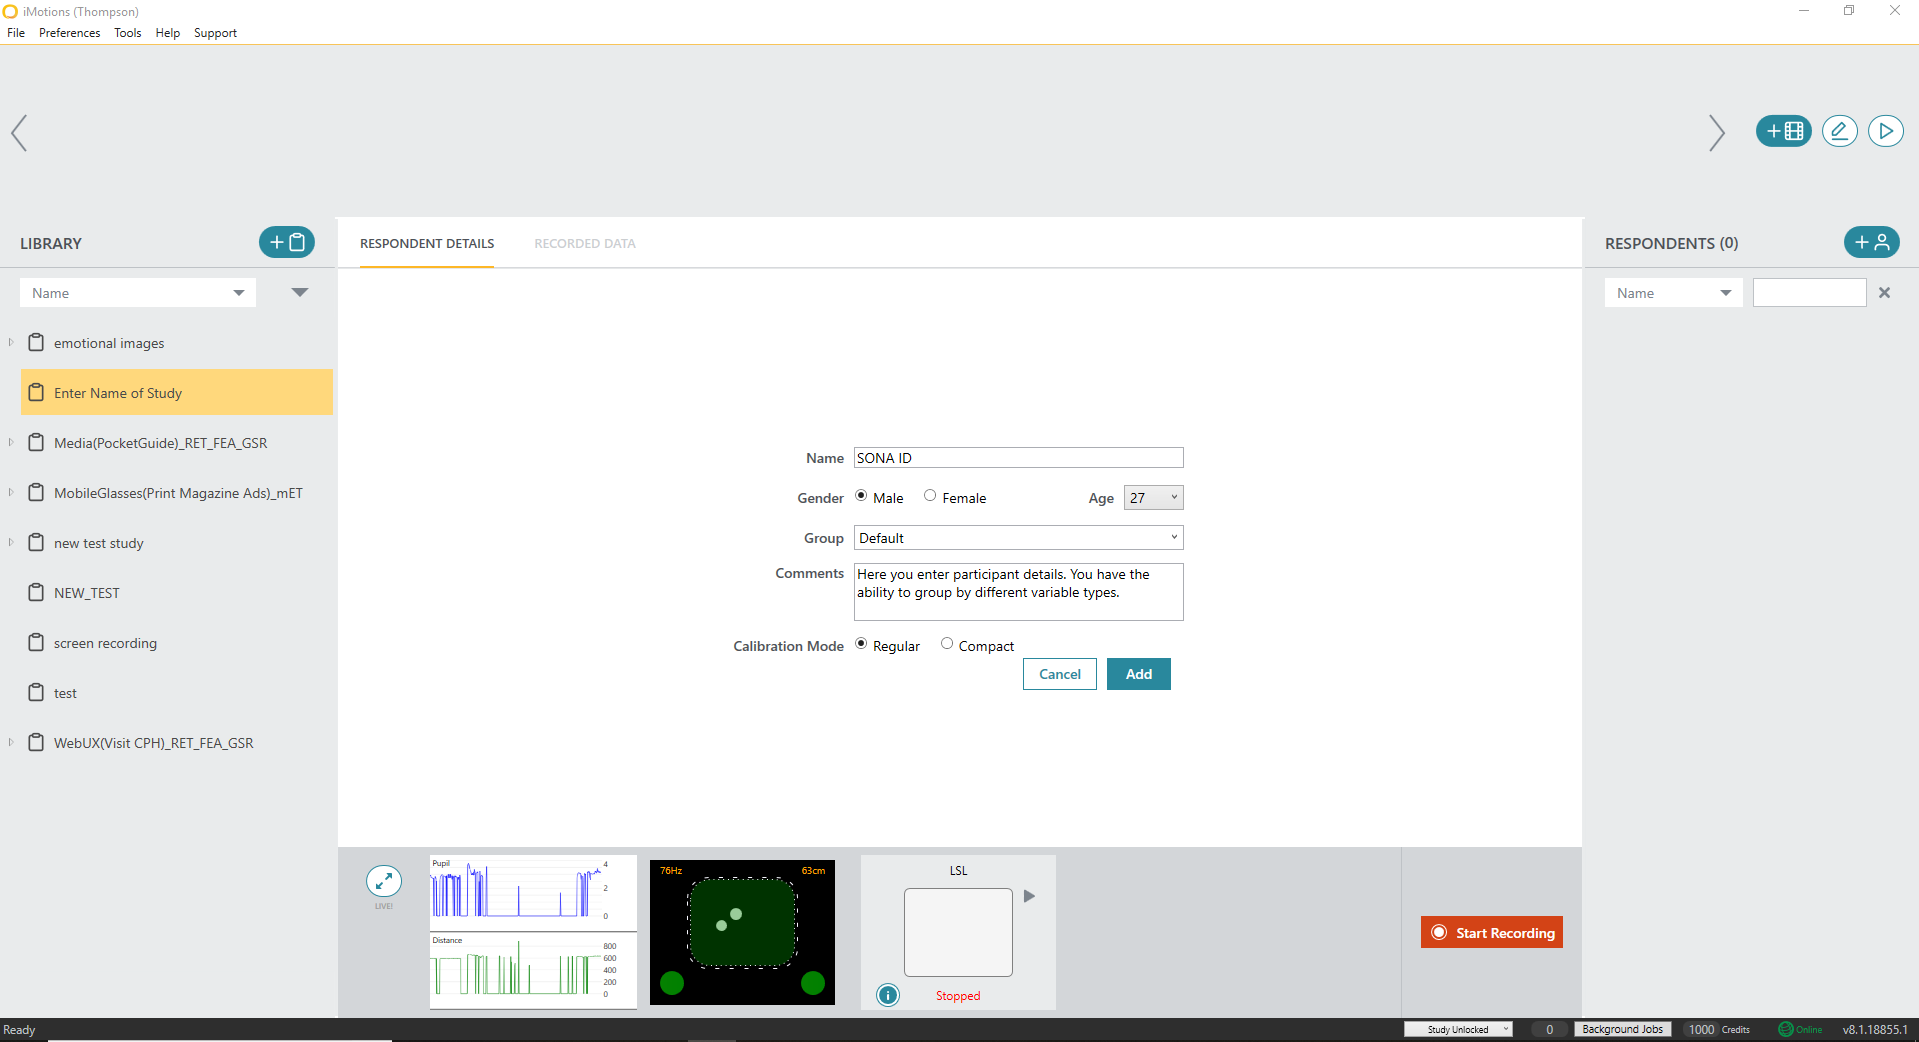 iMotions (Thompson)
File Preferences Tools Help Support
LIBRARY
Name
emotional images
Enter Name of Study
Media(PocketGuide)_RET_FEA_GSR
MobileGlasses(Print Magazine Ads)_mET
new test study
NEW_TEST
screen recording
test
WebUX(Visit CPH)_RET_FEA_GSR
RESPONDENT DETAILS RECORDED DATA
Name SONA ID
Gender Male Female Age 27
Group Default
Comments Here you enter participant details. You have the
ability to group by different variable types.
Calibration Mode Regular Compact
Cancel Add
RESPONDENTS (0)
Name
LIVE!
Pupil
4
2
0
Distance
800
600
400
200
0
76Hz 63cm
LSL
Stopped
Start Recording
Ready Study Unlocked 0 Background Jobs 1000 Credits Online v8.1.18855.1